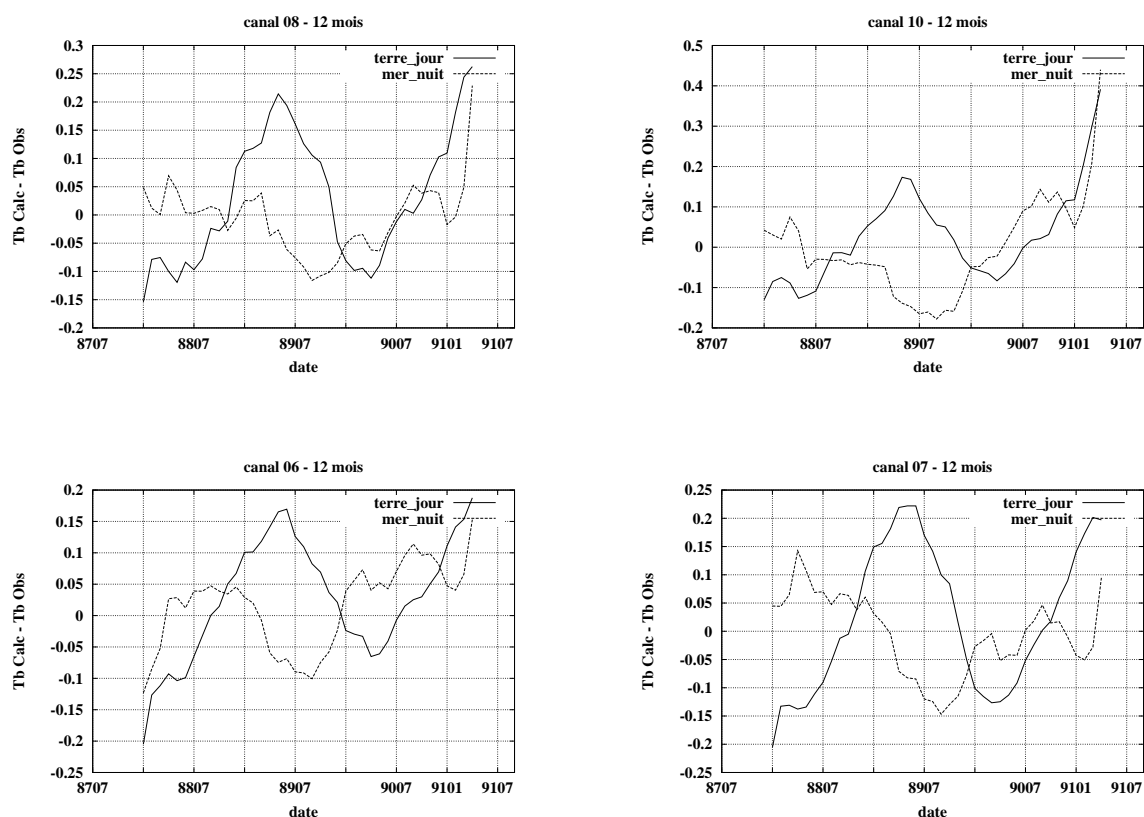 canal 08 - 12 mois
0.3
0.25
0.2
0.15
0.1
0.05
0
-0.05
-0.1
-0.15
-0.2
Tb Calc - Tb Obs
terre_jour
mer_nuit
8707 8807 8907 9007 9101 9107
date
canal 10 - 12 mois
0.5
0.4
0.3
0.2
0.1
0
-0.1
-0.2
Tb Calc - Tb Obs
terre_jour
mer_nuit
8707 8807 8907 9007 9101 9107
date
canal 06 - 12 mois
0.2
0.15
0.1
0.05
0
-0.05
-0.1
-0.15
-0.2
-0.25
Tb Calc - Tb Obs
terre_jour
mer_nuit
8707 8807 8907 9007 9101 9107
date
canal 07 - 12 mois
0.25
0.2
0.15
0.1
0.05
0
-0.05
-0.1
-0.15
-0.2
-0.25
Tb Calc - Tb Obs
terre_jour
mer_nuit
8707 8807 8907 9007 9101 9107
date